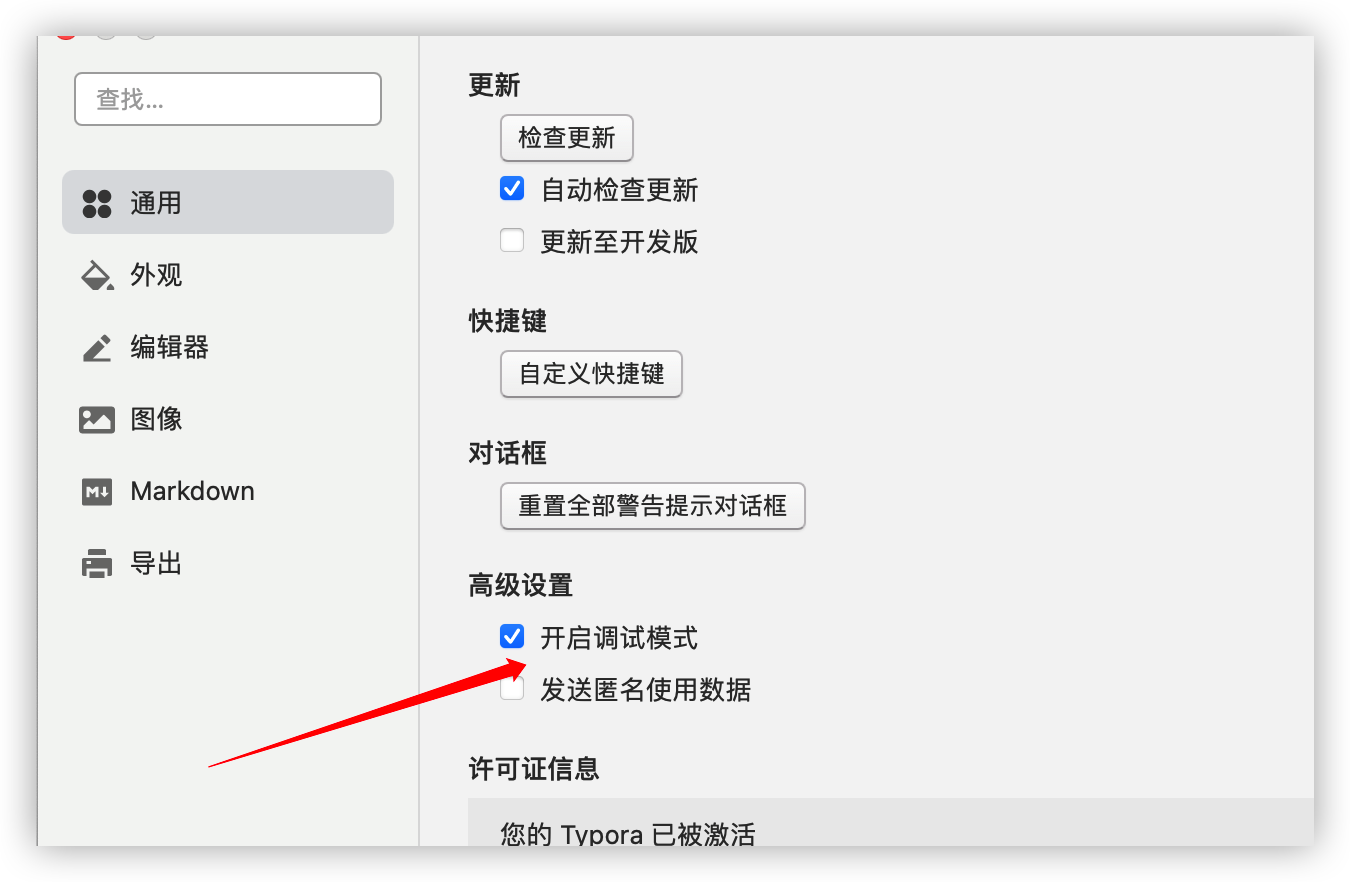 查找...
通用
外观
编辑器
图像
Markdown
导出
更新
检查更新
自动检查更新
更新至开发版
快捷键
自定义快捷键
对话框
重置全部警告提示对话框
高级设置
开启调试模式
发送匿名使用数据
许可证信息
您的 Typora 已被激活